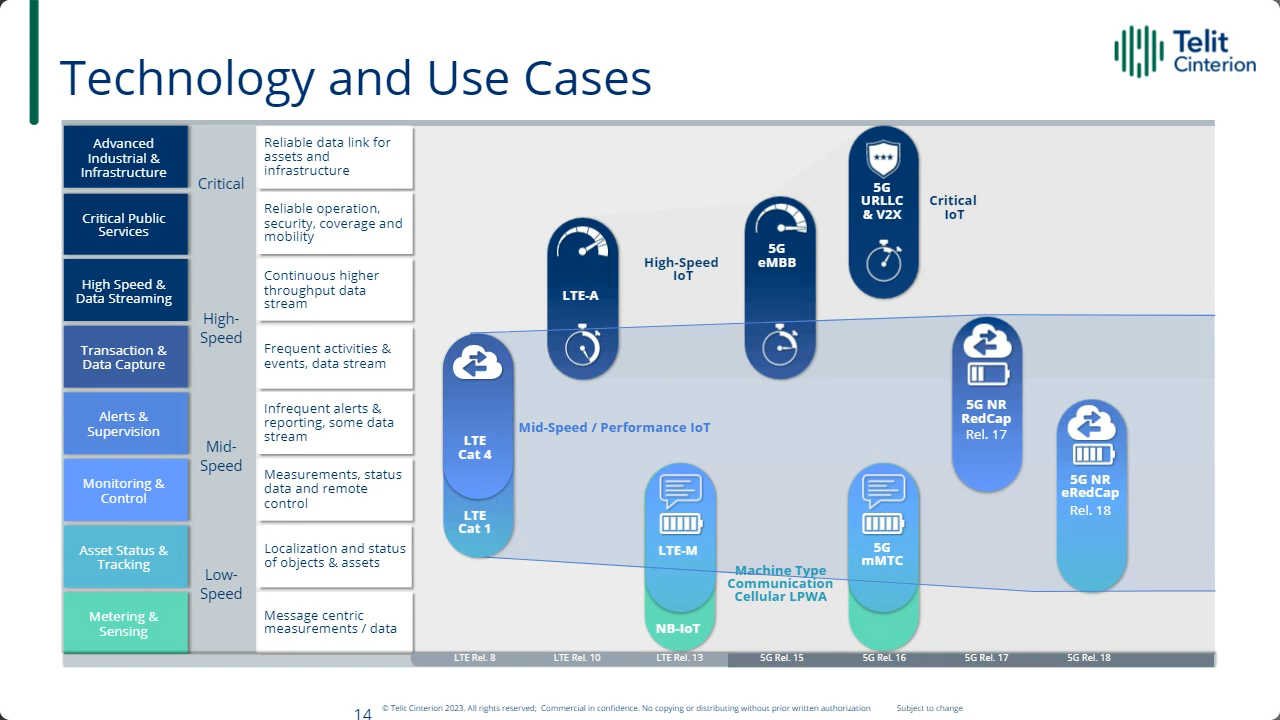 Technology and Use Cases
Telit
Cinterion
Advanced
Industrial &
Infrastructure
Critical Public
Services
High Speed &
Data Streaming
Transaction &
Data Capture
Alerts &
Supervision
Monitoring &
Control
Asset Status &
Tracking
Metering &
Sensing
Critical
High-
Speed
Mid-
Speed
Low-
Speed
Reliable data link for
assets and
infrastructure
Reliable operation,
security, coverage and
mobility
Continuous higher
throughput data
stream
Frequent activities &
events, data stream
Infrequent alerts &
reporting, some data
stream
Measurements, status
data and remote
control
Localization and status
of objects & assets
Message centric
measurements / data
LTE
Cat 4
LTE
Cat 1
LTE-A
High-Speed
IoT
5G
eMBB
5G
URLLC
& V2X
Critical
IoT
Mid-Speed / Performance IoT
LTE-M
NB-IoT
Machine Type
Communication
Cellular LPWA
5G
mMTC
5G NR
RedCap
Rel. 17
5G NR
eRedCap
Rel. 18
LTE Rel. 8
LTE Rel. 10
LTE Rel. 13
5G Rel. 15
5G Rel. 16
5G Rel. 17
5G Rel. 18
14
© Telit Cinterion 2023. All rights reserved; Commercial in confidence. No copying or distributing without prior written authorization
Subject to change